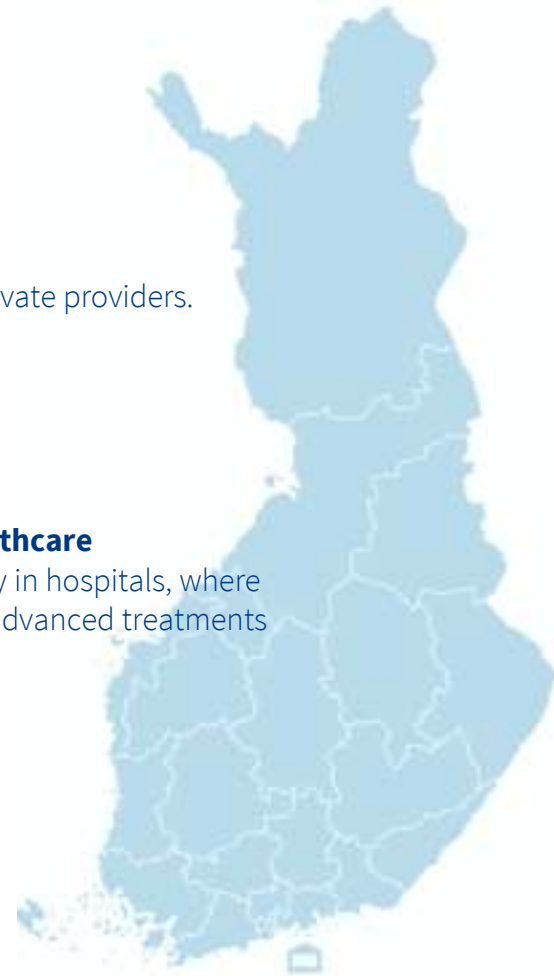 vate providers.
thcare
y in hospitals, where
dvanced treatments